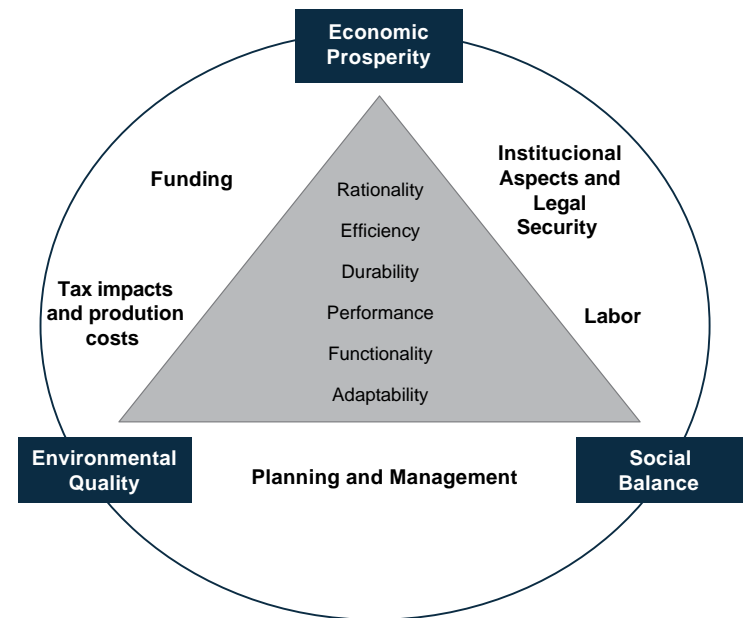 Economic
Prosperity
Funding
Institucional
Aspects and
Legal
Security
Rationality
Efficiency
Durability
Tax impacts
and prodution
costs
Performance
Labor
Functionality
Adaptability
Environmental
Quality
Planning and Management
Social
Balance